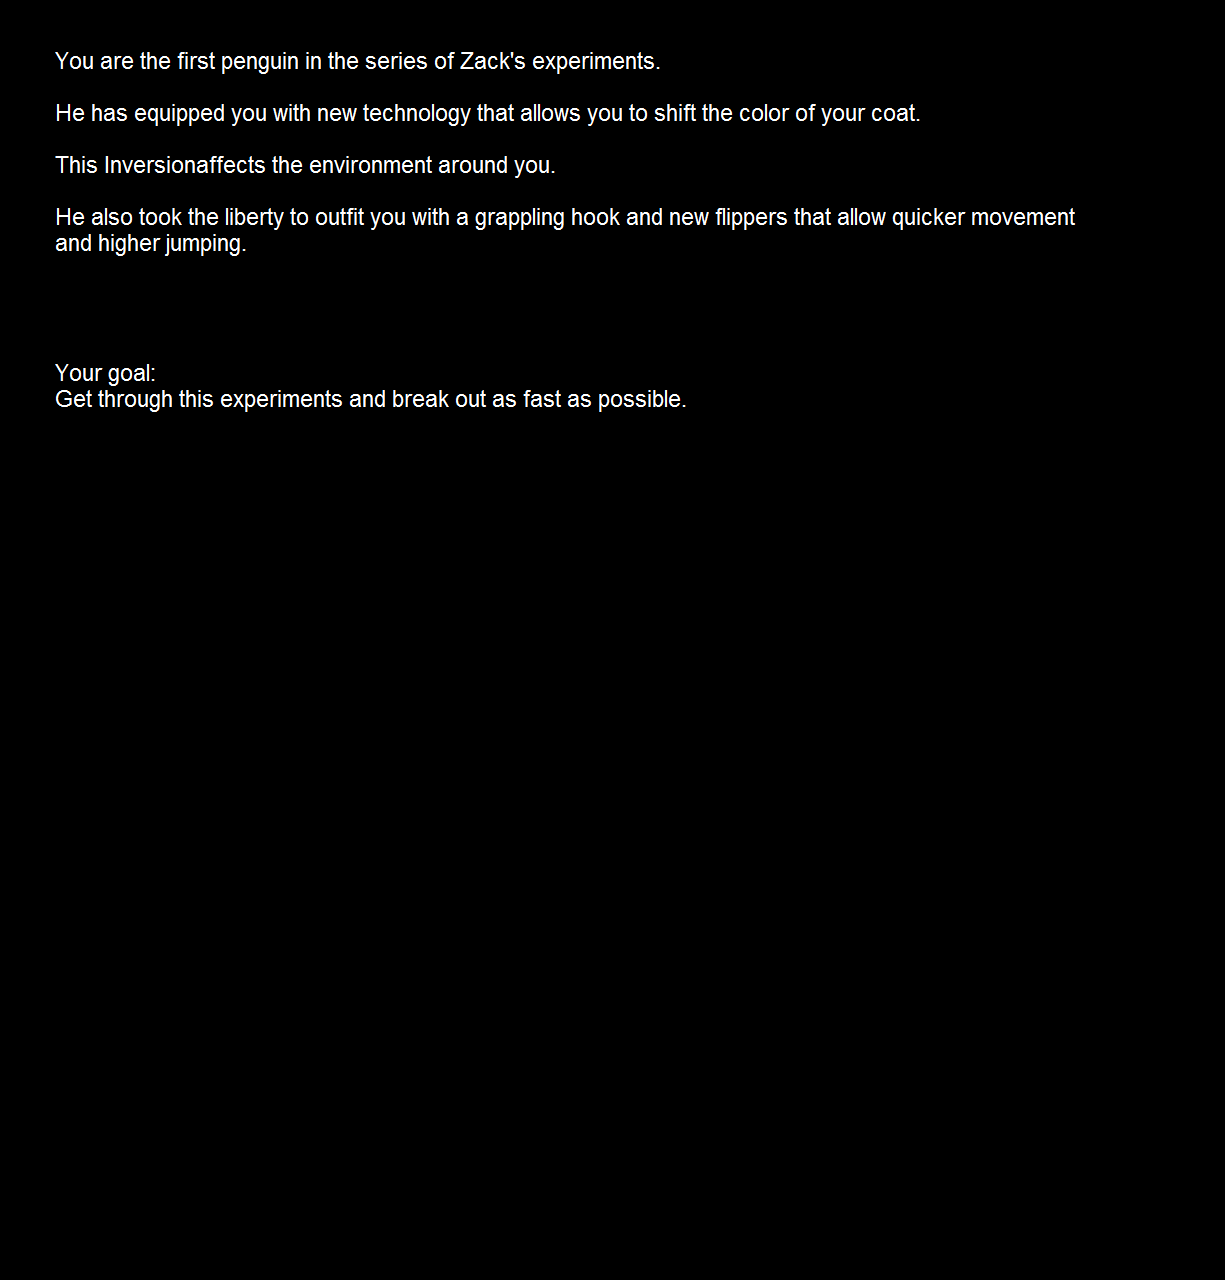 You are the first penguin in the series of Zack's experiments.
He has equipped you with new technology that allows you to shift the color of your coat.
This Inversionaffects the environment around you.
He also took the liberty to outfit you with a grappling hook and new flippers that allow quicker movement
and higher jumping.
Your goal:
Get through this experiments and break out as fast as possible.